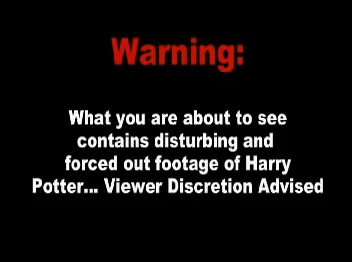 Warning:
What you are about to see
contains disturbing and
forced out footage of Harry
Potter... Viewer Discretion Advised